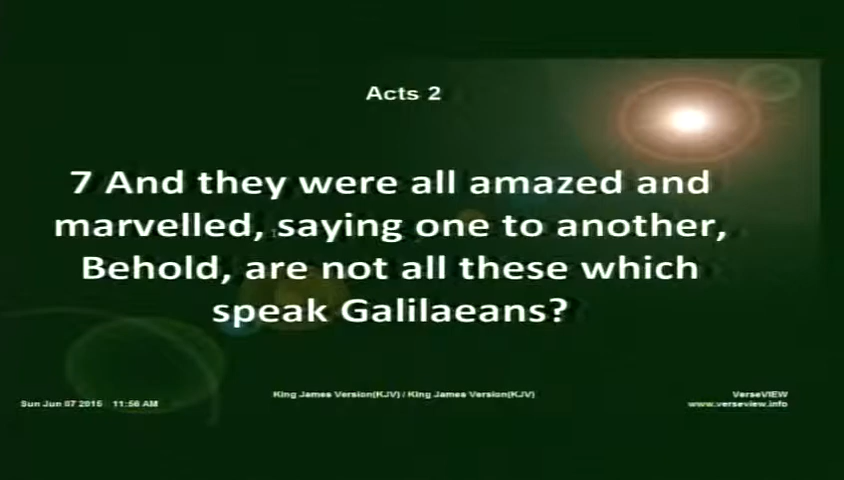 Acts 2
7 And they were all amazed and
marvelled, saying one to another,
Behold, are not all these which
speak Galilaeans?
Sun Jun 07 2015 11:56 AM
King James Version(KJV) / King James Version(KJV)
VerseVIEW
www.verseview.info